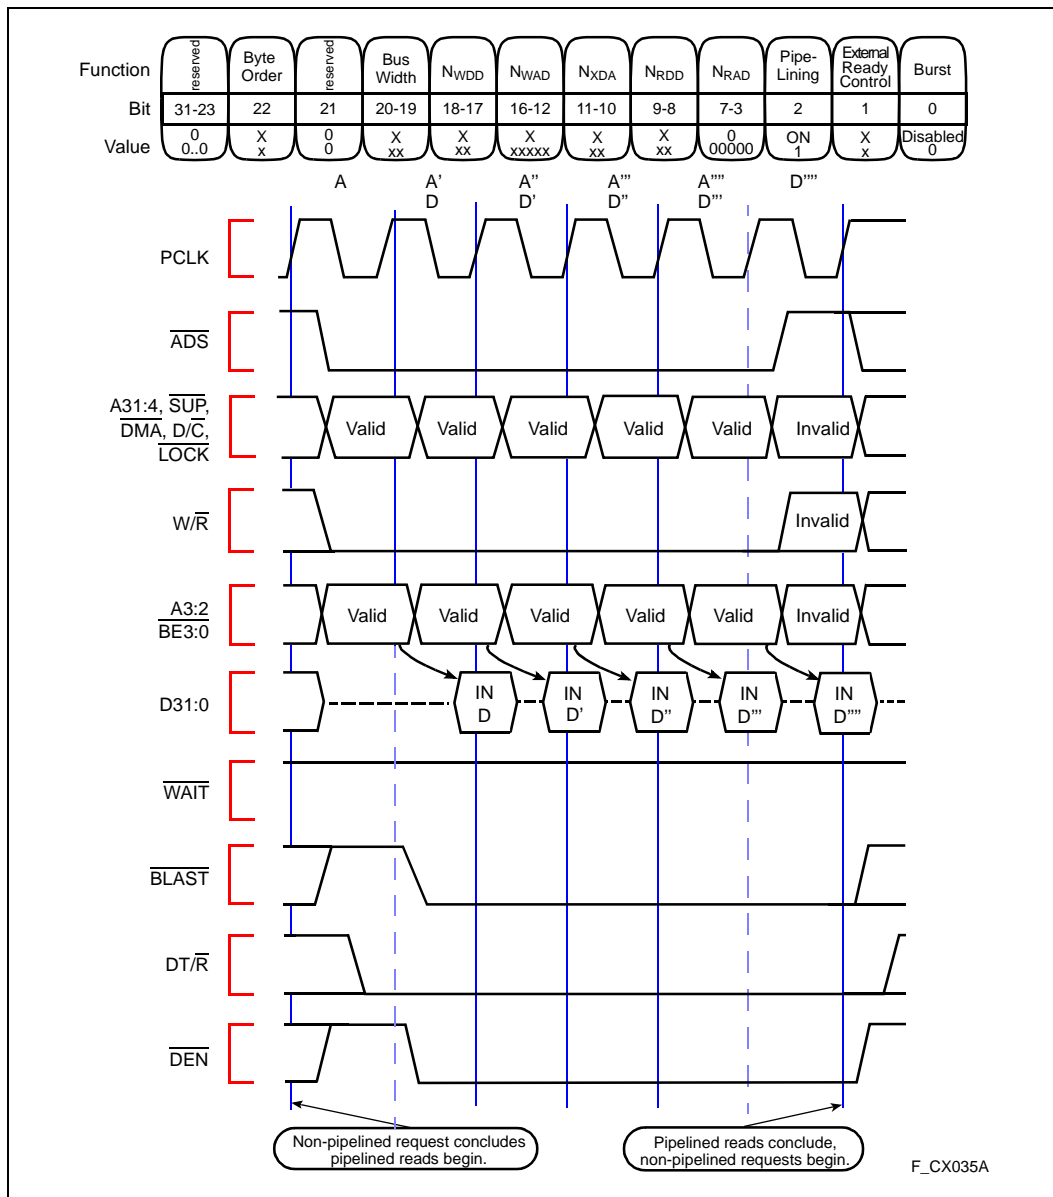 Function reserved Byte Order reserved Bus Width NWDD NWAD NXDA NRDD NRAD Pipe-Lining External Ready Control Burst
Bit 31-23 22 21 20-19 18-17 16-12 11-10 9-8 7-3 2 1 0
Value 0 X 0 X X X X X 0 ON X Disabled
0..0 x 0 xx xx xxxxx xx xx 00000 1 x 0
A A' A'' A''' A'''' D''''
D D' D'' D'''
PCLK
ADS
A31:4, SUP,
DMA, D/C,
LOCK
Valid Valid Valid Valid Valid Invalid
W/R
Invalid
A3:2
BE3:0
Valid Valid Valid Valid Valid Invalid
D31:0
IN IN IN IN IN
D D' D'' D''' D''''
WAIT
BLAST
DT/R
DEN
Non-pipelined request concludes
pipelined reads begin.
Pipelined reads conclude,
non-pipelined requests begin.
F_CX035A